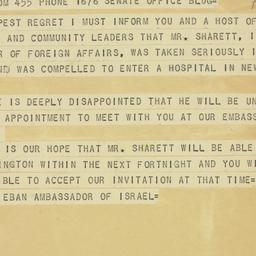 OM 455 PHONE 1676 SENATE OFFICE BLDG=
PEST REGRET I MUST INFORM YOU AND A HOST OF
AND COMMUNITY LEADERS THAT MR. SHARETT, I
R OF FOREIGN AFFAIRS, WAS TAKEN SERIOUSLY I
ND WAS COMPELLED TO ENTER A HOSPITAL IN NEW
E IS DEEPLY DISAPPOINTED THAT HE WILL BE UN
APPOINTMENT TO MEET WITH YOU AT OUR EMBASS
IS OUR HOPE THAT MR. SHARETT WILL BE ABLE
INGTON WITHIN THE NEXT FORTNIGHT AND YOU WI
BLE TO ACCEPT OUR INVITATION AT THAT TIME=
EBAN AMBASSADOR OF ISRAEL=